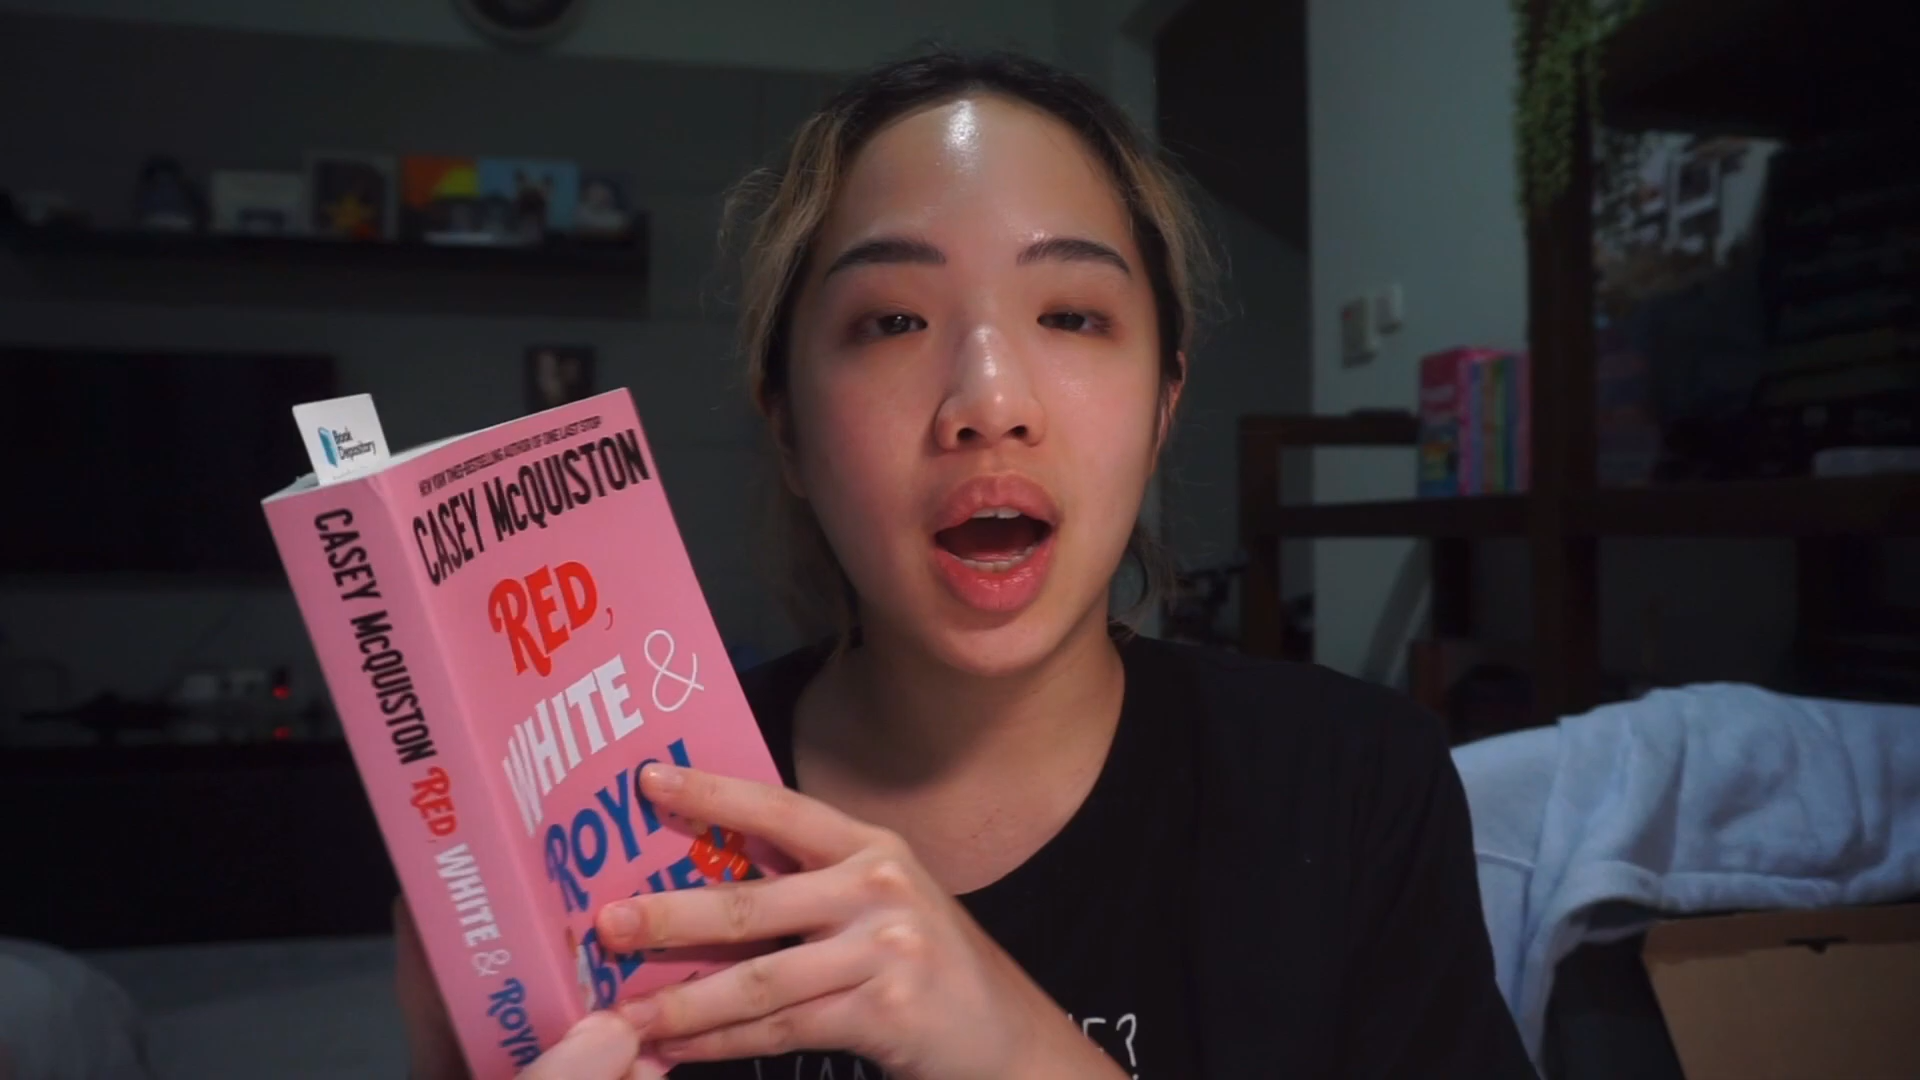 Book
Depository
NEW YORK TIMES-BESTSELLING AUTHOR OF ONE LAST STOP
CASEY McQUISTON
RED,
WHITE &
ROYAL
CASEY McQUISTON RED, WHITE & ROYA